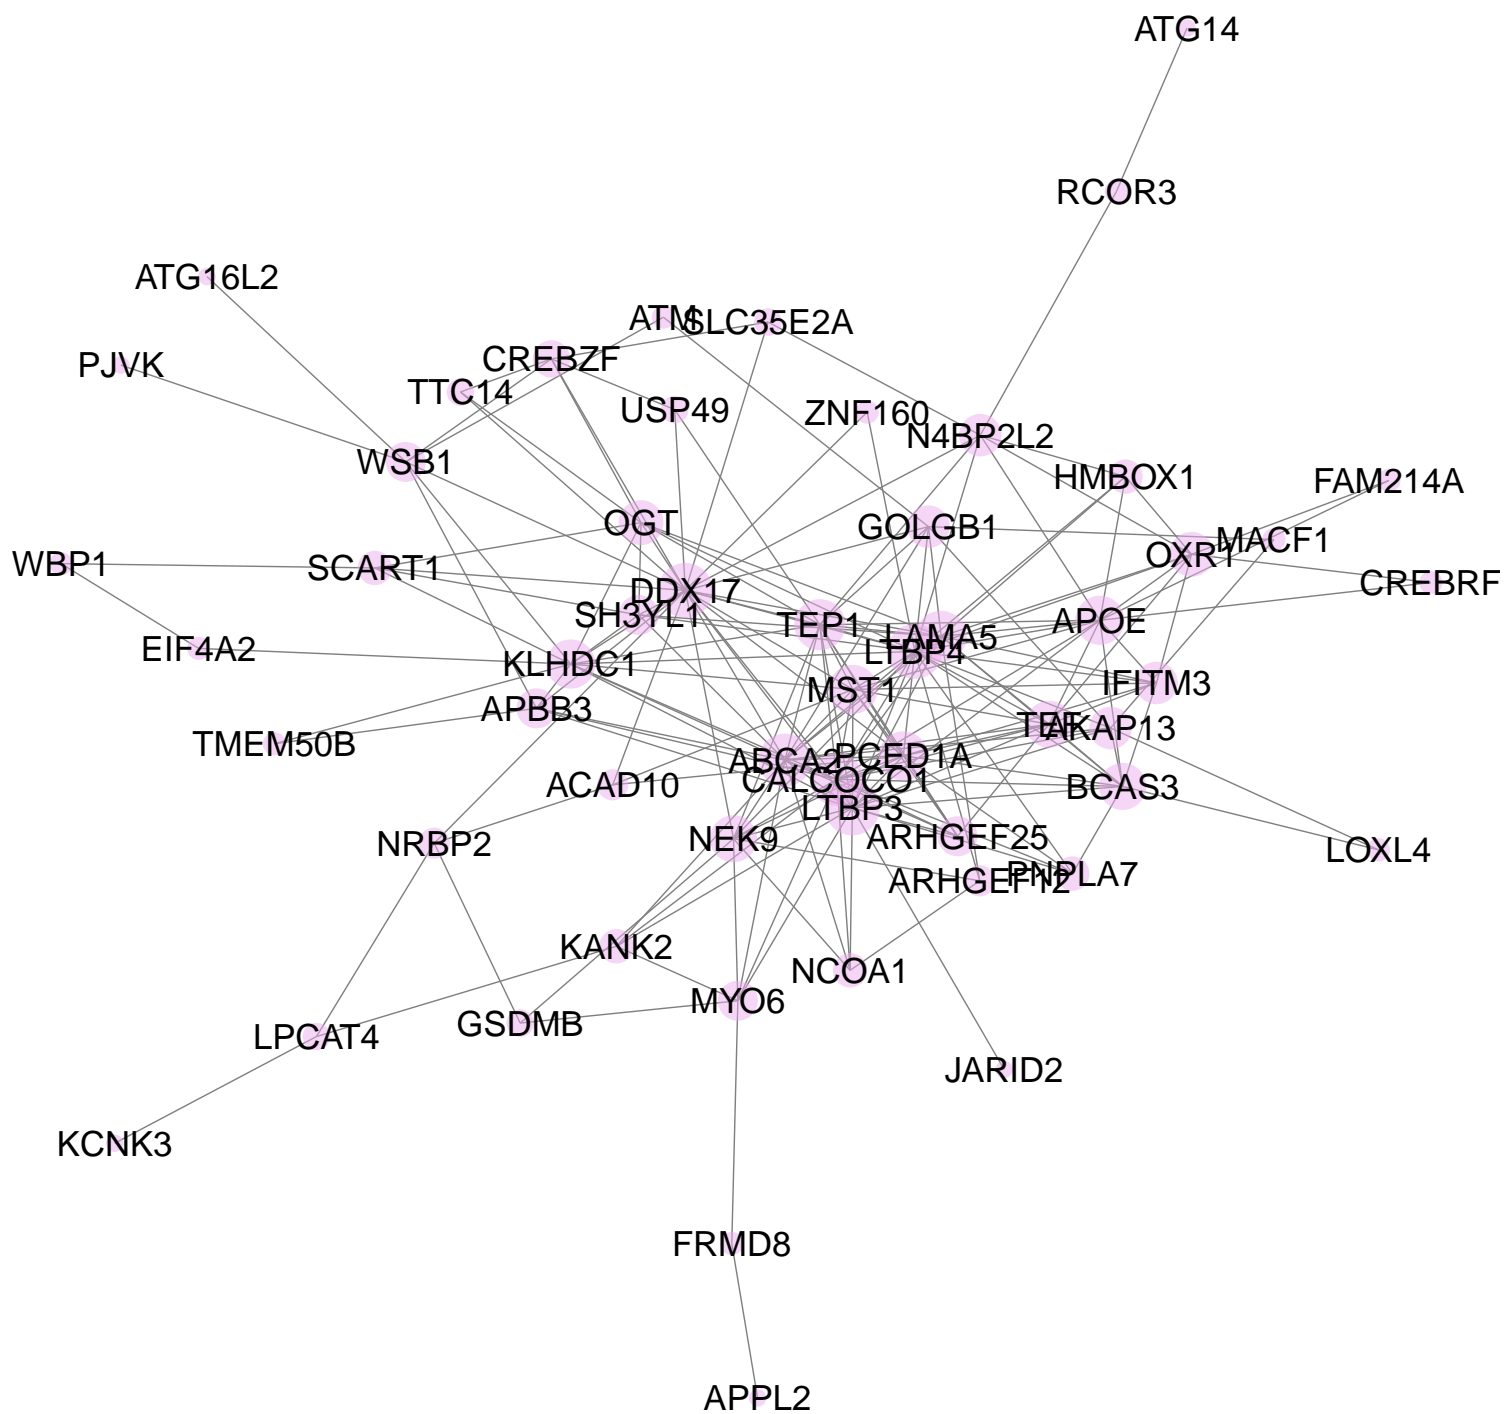 ATG14
RCOR3
ATG16L2
ATM
SLC35E2A
CREBZF
PJVK
TTC14
USP49
ZNF160
N4BP2L2
WSB1
HMBOX1
FAM214A
OGT
GOLGB1
MACF1
OXR1
WBP1
SCART1
CREBRF
DDX17
SH3YL1
TEP1
APOE
LAMA5
EIF4A2
LTBP4
KLHDC1
MST1
IFITM3
APBB3
TEF
AKAP13
TMEM50B
ABCA2
PCED1A
CALCOCO1
ACAD10
BCAS3
LTBP3
NEK9
ARHGEF25
NRBP2
LOXL4
ARHGEF12
PNPLA7
KANK2
NCOA1
MYO6
GSDMB
LPCAT4
JARID2
KCNK3
FRMD8
APPL2